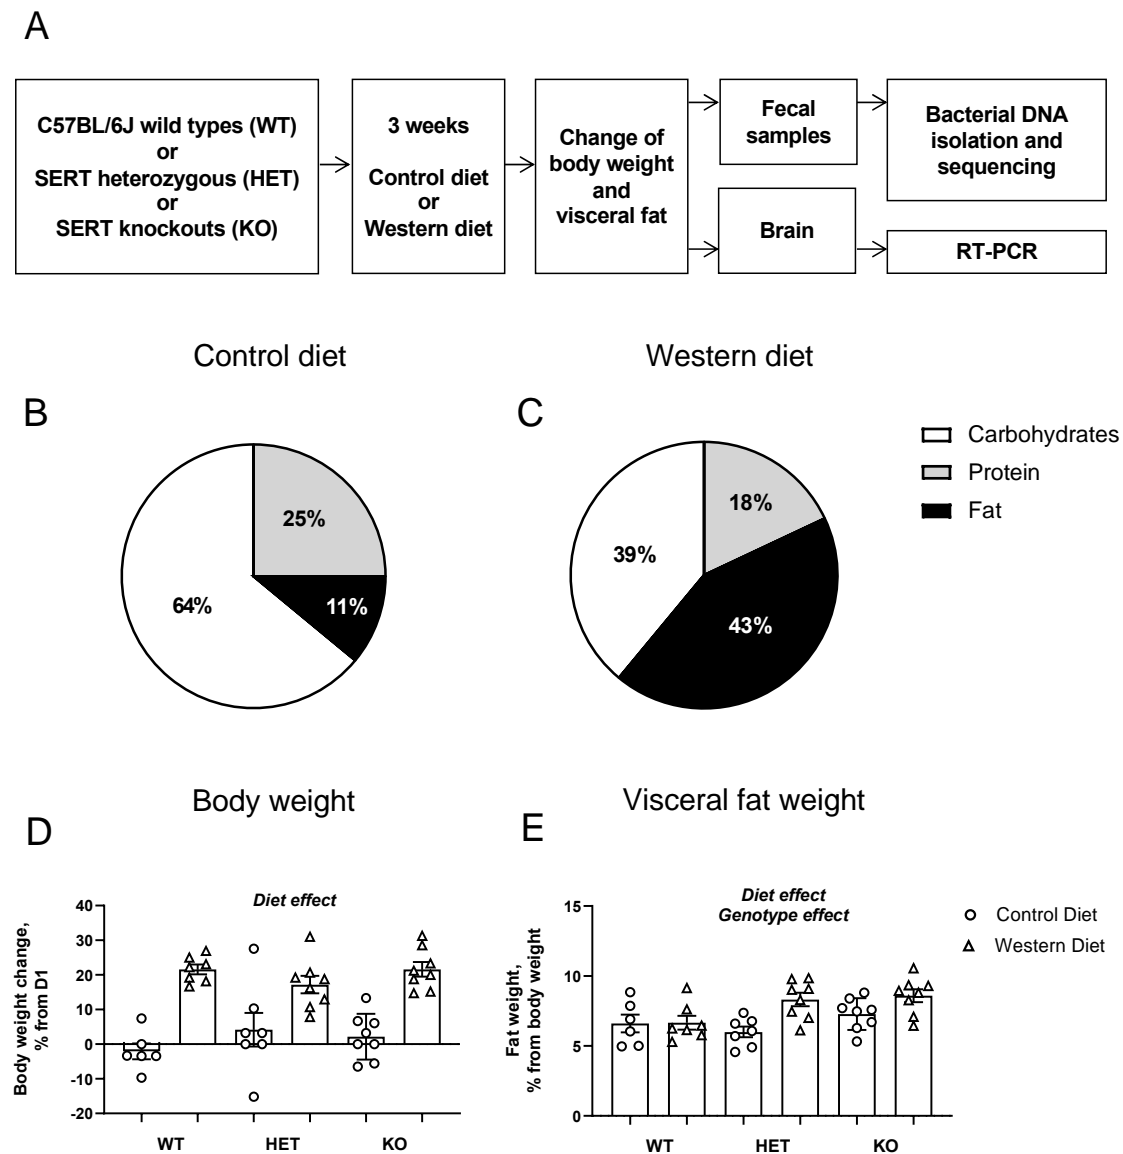 A
C57BL/6J wild types (WT)
or
SERT heterozygous (HET)
or
SERT knockouts (KO)
3 weeks
Control diet
or
Western diet
Change of
body weight
and
visceral fat
Fecal
samples
Bacterial DNA
isolation and
sequencing
Brain
RT-PCR
Control diet
Western diet
B
C
25%
11%
64%
18%
43%
39%
Carbohydrates
Protein
Fat
Body weight
Visceral fat weight
D
E
Diet effect
Body weight change,
% from D1
40
30
20
10
0
-10
-20
WT
HET
KO
Diet effect
Genotype effect
Fat weight,
% from body weight
15
10
5
0
WT
HET
KO
Control Diet
Western Diet